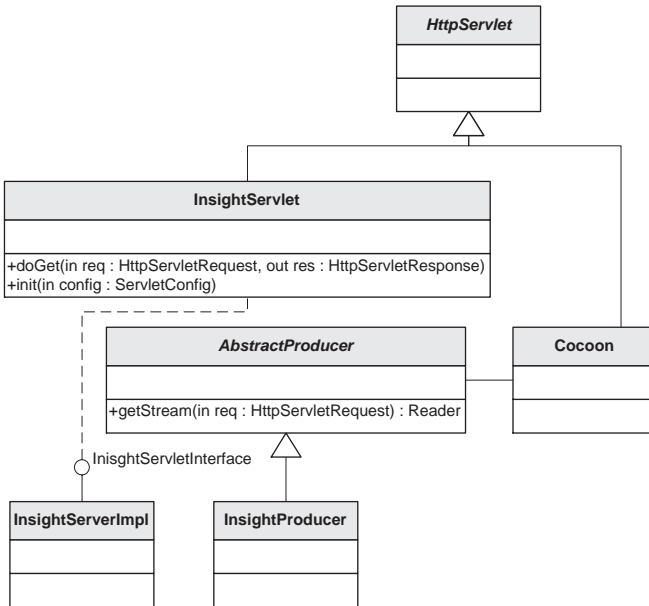 HttpServlet
InsightServlet
+doGet(in req : HttpServletRequest, out res : HttpServletResponse)
+init(in config : ServletConfig)
AbstractProducer
+getStream(in req : HttpServletRequest) : Reader
Cocoon
InisghtServletInterface
InsightServerImpl
InsightProducer